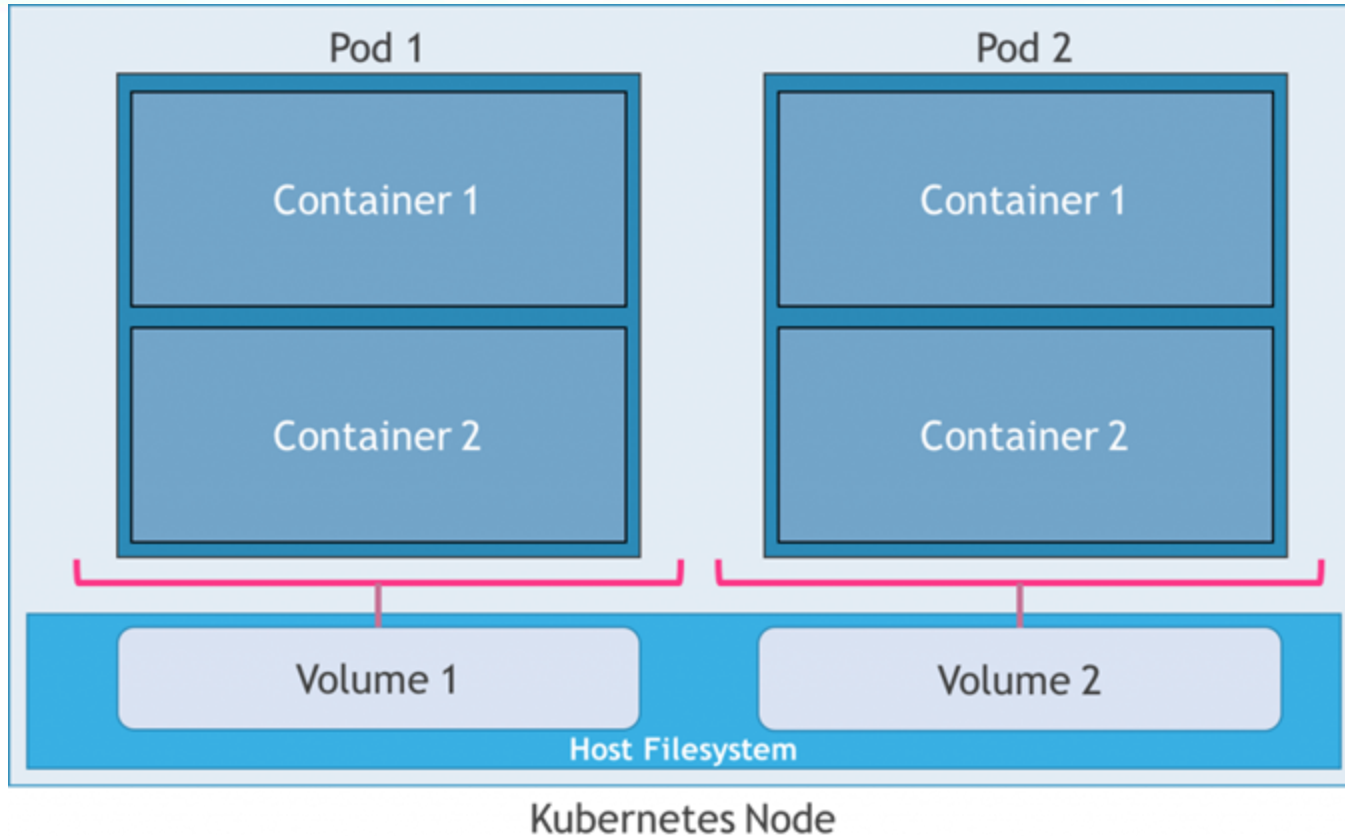 Pod 1
Pod 2
Container 1
Container 1
Container 2
Container 2
Volume 1
Volume 2
Host Filesystem
Kubernetes Node